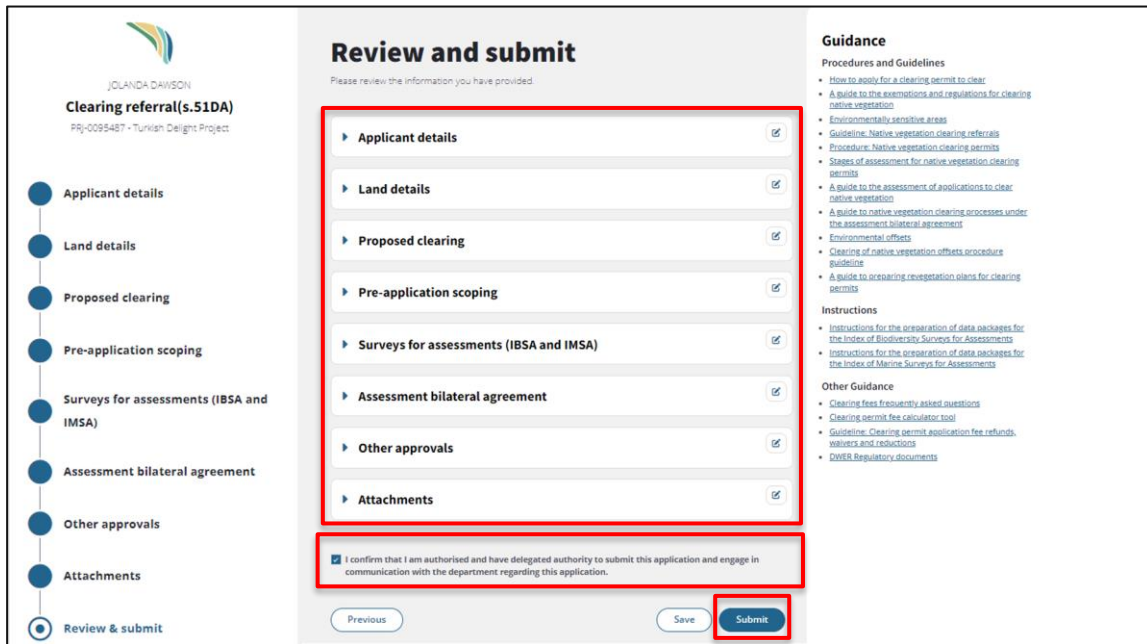 JOLANDA DAWSON
Clearing referral(s.51DA)
PRJ-0095487 - Turkish Delight Project
Applicant details
Land details
Proposed clearing
Pre-application scoping
Surveys for assessments (IBSA and
IMSA)
Assessment bilateral agreement
Other approvals
Attachments
Review & submit
Review and submit
Please review the information you have provided.
Applicant details
Land details
Proposed clearing
Pre-application scoping
Surveys for assessments (IBSA and IMSA)
Assessment bilateral agreement
Other approvals
Attachments
I confirm that I am authorised and have delegated authority to submit this application and engage in
communication with the department regarding this application.
Previous
Save
Submit
Guidance
Procedures and Guidelines
How to apply for a clearing permit to clear
A guide to the exemptions and regulations for clearing
native vegetation
Environmentally sensitive areas
Guideline: Native vegetation clearing referrals
Procedure: Native vegetation clearing permits
Stages of assessment for native vegetation clearing
permits
A guide to the assessment of applications to clear
native vegetation
A guide to native vegetation clearing processes under
the assessment bilateral agreement
Environmental offsets
Clearing of native vegetation offsets procedure
guideline
A guide to preparing revegetation plans for clearing
permits
Instructions
Instructions for the preparation of data packages for
the Index of Biodiversity Surveys for Assessments
Instructions for the preparation of data packages for
the Index of Marine Surveys for Assessments
Other Guidance
Clearing fees frequently asked questions
Clearing permit fee calculator tool
Guideline: Clearing permit application fee refunds,
waivers and reductions
DWER Regulatory documents